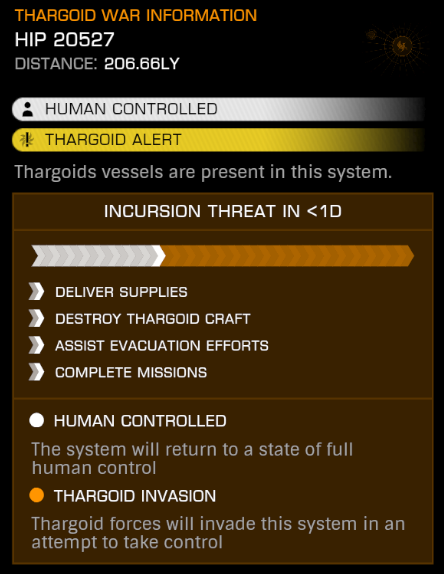 THARGOID WAR INFORMATION
HIP 20527
DISTANCE: 206.66LY
HUMAN CONTROLLED
THARGOID ALERT
Thargoids vessels are present in this system.
INCURSION THREAT IN <1D
DELIVER SUPPLIES
DESTROY THARGOID CRAFT
ASSIST EVACUATION EFFORTS
COMPLETE MISSIONS
HUMAN CONTROLLED
The system will return to a state of full
human control
THARGOID INVASION
Thargoid forces will invade this system in an
attempt to take control